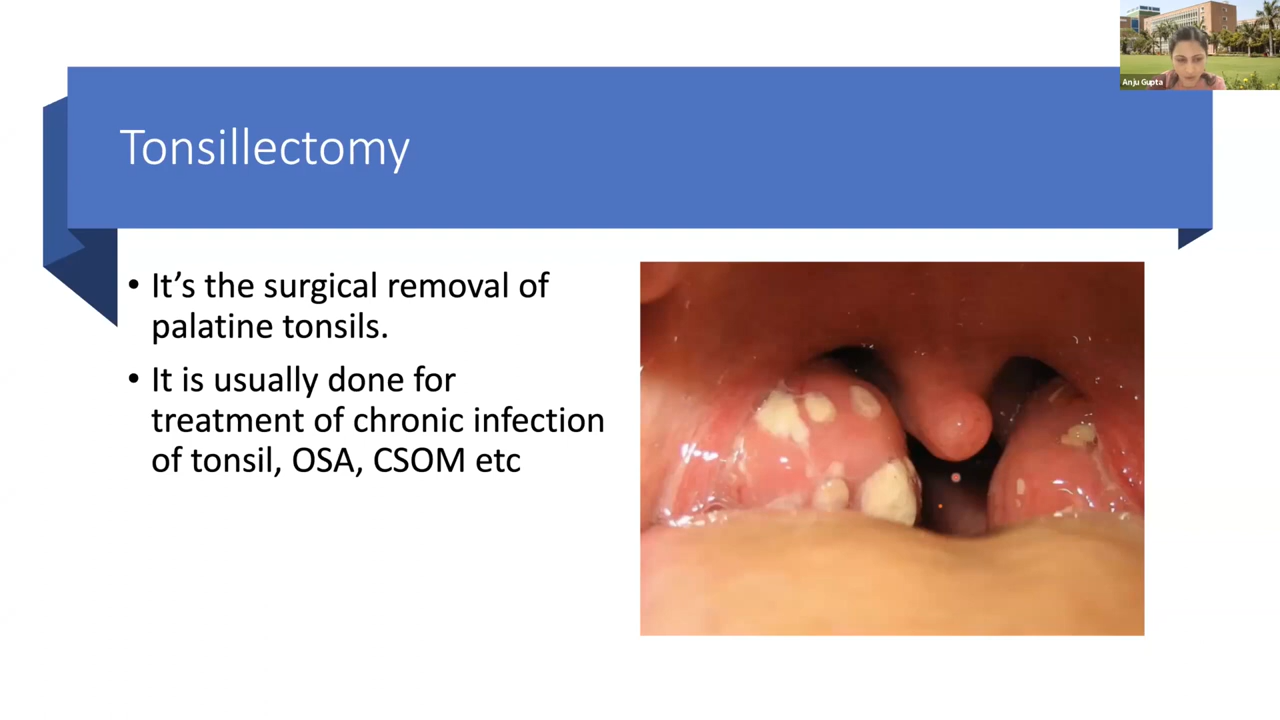 Anju Gupta
Tonsillectomy
• It’s the surgical removal of
palatine tonsils.
• It is usually done for
treatment of chronic infection
of tonsil, OSA, CSOM etc